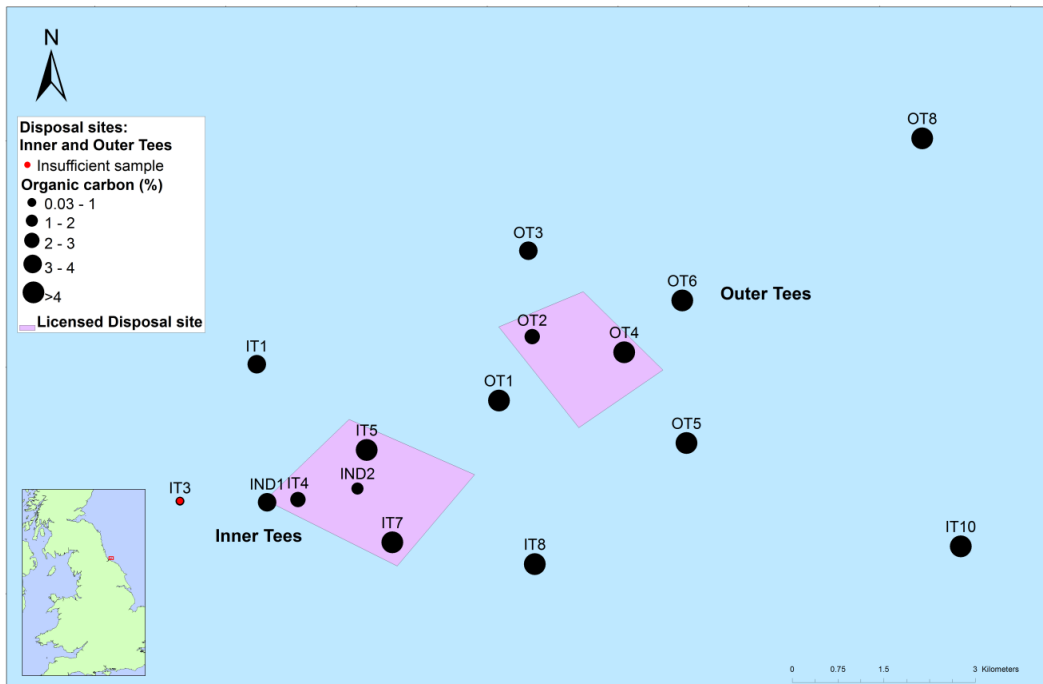 N
Disposal sites:
Inner and Outer Tees
Insufficient sample
Organic carbon (%)
0.03 - 1
1 - 2
2 - 3
3 - 4
>4
Licensed Disposal site
OT8
OT3
OT6
Outer Tees
OT2
OT4
IT1
OT1
OT5
IT5
IND2
IT3
IND1
IT4
Inner Tees
IT7
IT8
IT10
0 0.75 1.5 3 Kilometers